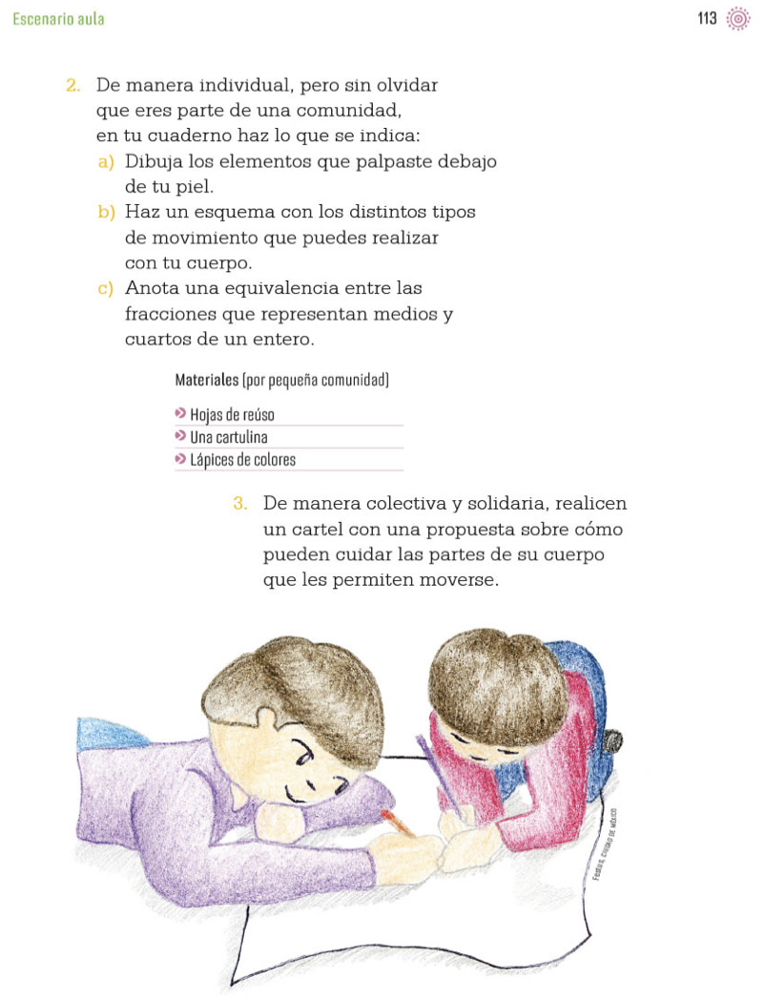 Escenario aula
113
2. De manera individual, pero sin olvidar
que eres parte de una comunidad,
en tu cuaderno haz lo que se indica:
a) Dibuja los elementos que palpaste debajo
de tu piel.
b) Haz un esquema con los distintos tipos
de movimiento que puedes realizar
con tu cuerpo.
c) Anota una equivalencia entre las
fracciones que representan medios y
cuartos de un entero.
Materiales (por pequeña comunidad)
Hojas de reúso
Una cartulina
Lápices de colores
3. De manera colectiva y solidaria, realicen
un cartel con una propuesta sobre cómo
pueden cuidar las partes de su cuerpo
que les permiten moverse.
CIUDAD DE MÉXICO